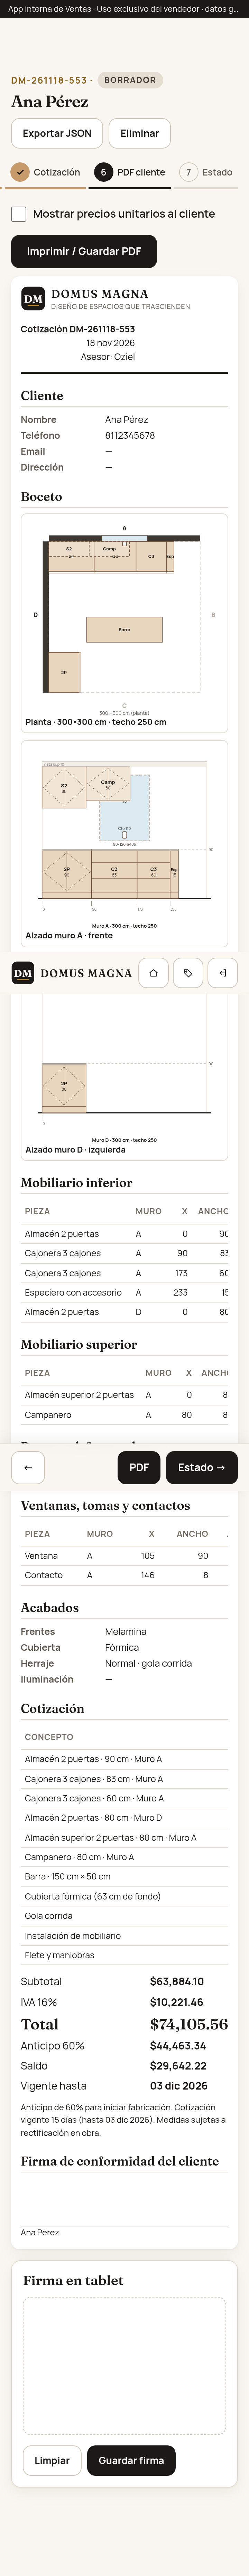 App interna de Ventas · Uso exclusivo del vendedor · datos g…
DM-261118-553 · BORRADOR
Ana Pérez
Exportar JSON Eliminar
Cotización 6 PDF cliente 7 Estado
Mostrar precios unitarios al cliente
Imprimir / Guardar PDF
DM DOMUS MAGNA
DISEÑO DE ESPACIOS QUE TRASCIENDEN
Cotización DM-261118-553
18 nov 2026
Asesor: Oziel
Cliente
Nombre Ana Pérez
Teléfono 8112345678
Email —
Dirección —
Boceto
A
S2 Camp C3 Esp
D B
Barra
2P
C
300 × 300 cm (planta)
Planta · 300×300 cm · techo 250 cm
S2 Camp
2P C3 C3 Esp
Muro A · 300 cm · techo 250
Alzado muro A · frente
DM DOMUS MAGNA
2P
Muro D · 300 cm · techo 250
Alzado muro D · izquierda
Mobiliario inferior
PIEZA MURO X ANCHO
Almacén 2 puertas A 0 90
Cajonera 3 cajones A 90 83
Cajonera 3 cajones A 173 60
Especiero con accesorio A 233 15
Almacén 2 puertas D 0 80
Mobiliario superior
PIEZA MURO X ANCHO
Almacén superior 2 puertas A 0 8
Campanero A 80 8
← PDF Estado →
Ventanas, tomas y contactos
PIEZA MURO X ANCHO
Ventana A 105 90
Contacto A 146 8
Acabados
Frentes Melamina
Cubierta Fórmica
Herraje Normal · gola corrida
Iluminación —
Cotización
CONCEPTO
Almacén 2 puertas · 90 cm · Muro A
Cajonera 3 cajones · 83 cm · Muro A
Cajonera 3 cajones · 60 cm · Muro A
Almacén 2 puertas · 80 cm · Muro D
Almacén superior 2 puertas · 80 cm · Muro A
Campanero · 80 cm · Muro A
Barra · 150 cm × 50 cm
Cubierta fórmica (63 cm de fondo)
Gola corrida
Instalación de mobiliario
Flete y maniobras
Subtotal $63,884.10
IVA 16% $10,221.46
Total $74,105.56
Anticipo 60% $44,463.34
Saldo $29,642.22
Vigente hasta 03 dic 2026
Anticipo de 60% para iniciar fabricación. Cotización
vigente 15 días (hasta 03 dic 2026). Medidas sujetas a
rectificación en obra.
Firma de conformidad del cliente
Ana Pérez
Firma en tablet
Limpiar Guardar firma